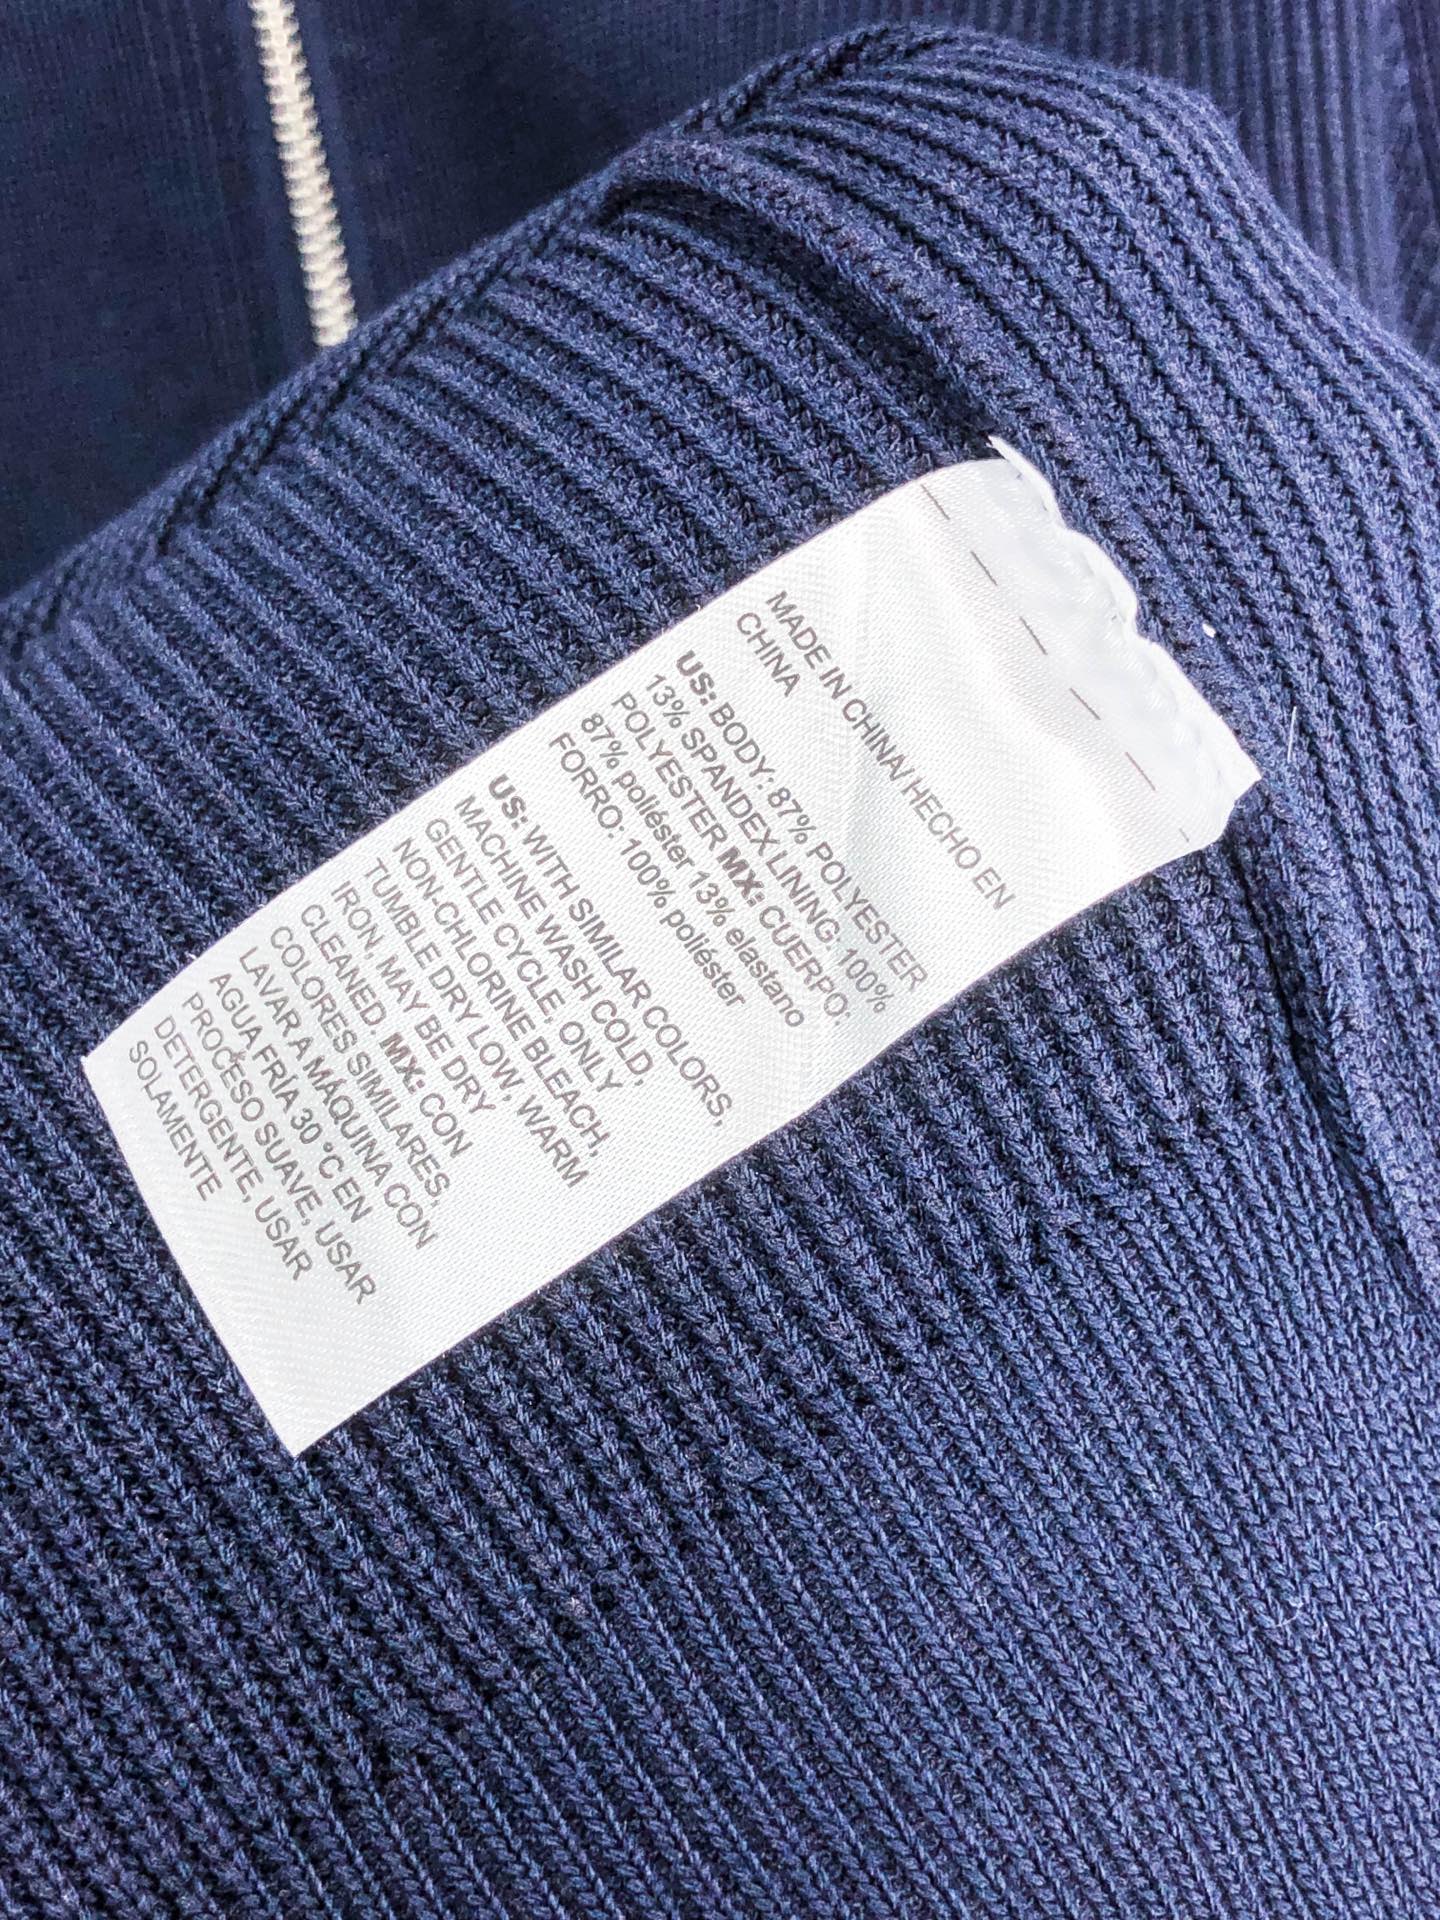 MADE IN CHINA/ HECHO EN
CHINA
US: BODY: 87% POLYESTER
13% SPANDEX LINING: 100%
POLYESTER MX: CUERPO:
87% poliéster 13% elastano
FORRO: 100% poliéster
US: WITH SIMILAR COLORS,
MACHINE WASH COLD,
GENTLE CYCLE, ONLY
NON-CHLORINE BLEACH,
TUMBLE DRY LOW, WARM
IRON, MAY BE DRY
CLEANED. MX: CON
COLORES SIMILARES,
LAVAR A MÁQUINA CON
AGUA FRÍA 30 °C EN
PROCESO SUAVE, USAR
DETERGENTE, USAR
SOLAMENTE